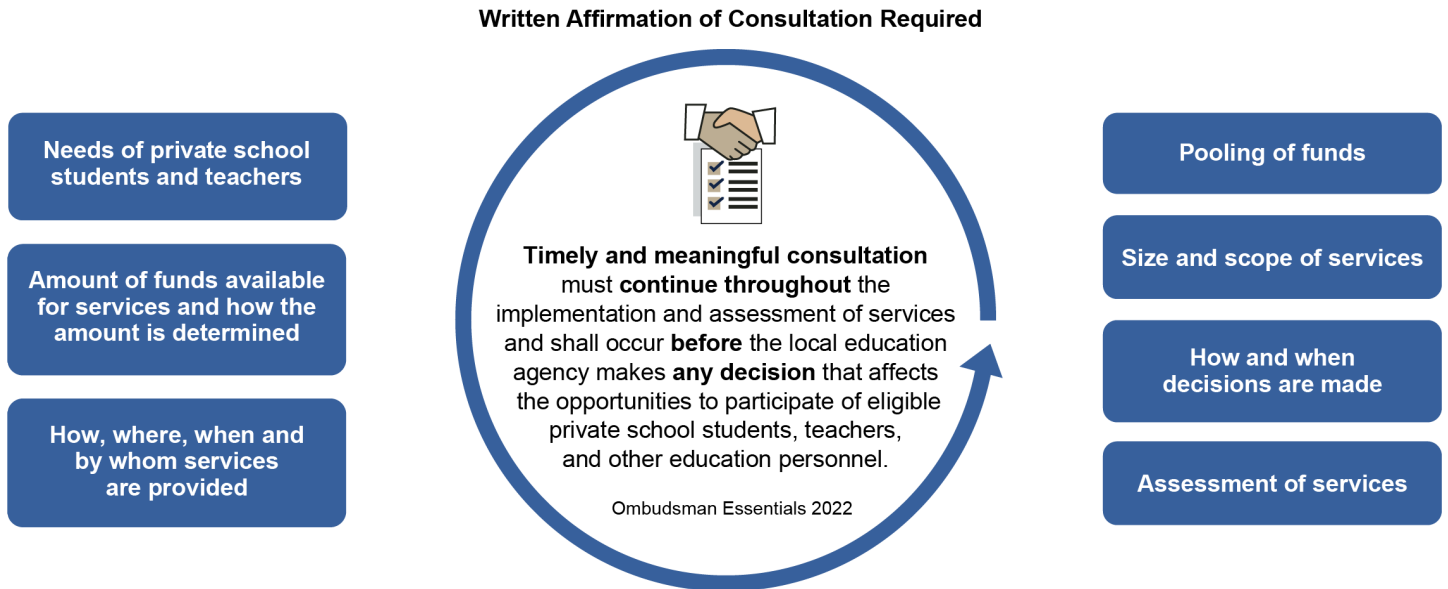 Written Affirmation of Consultation Required
Needs of private school
students and teachers
Amount of funds available
for services and how the
amount is determined
How, where, when and
by whom services
are provided
Timely and meaningful consultation
must continue throughout the
implementation and assessment of services
and shall occur before the local education
agency makes any decision that affects
the opportunities to participate of eligible
private school students, teachers,
and other education personnel.
Ombudsman Essentials 2022
Pooling of funds
Size and scope of services
How and when
decisions are made
Assessment of services